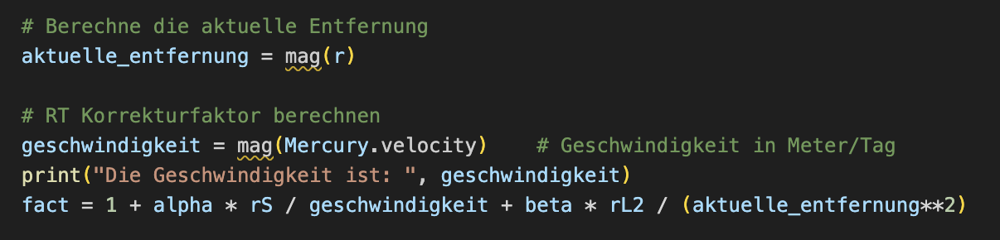 # Berechne die aktuelle Entfernung
aktuelle_entfernung = mag(r)
# RT Korrekturfaktor berechnen
geschwindigkeit = mag(Mercury.velocity)    # Geschwindigkeit in Meter/Tag
print("Die Geschwindigkeit ist: ", geschwindigkeit)
fact = 1 + alpha * rS / geschwindigkeit + beta * rL2 / (aktuelle_entfernung**2)